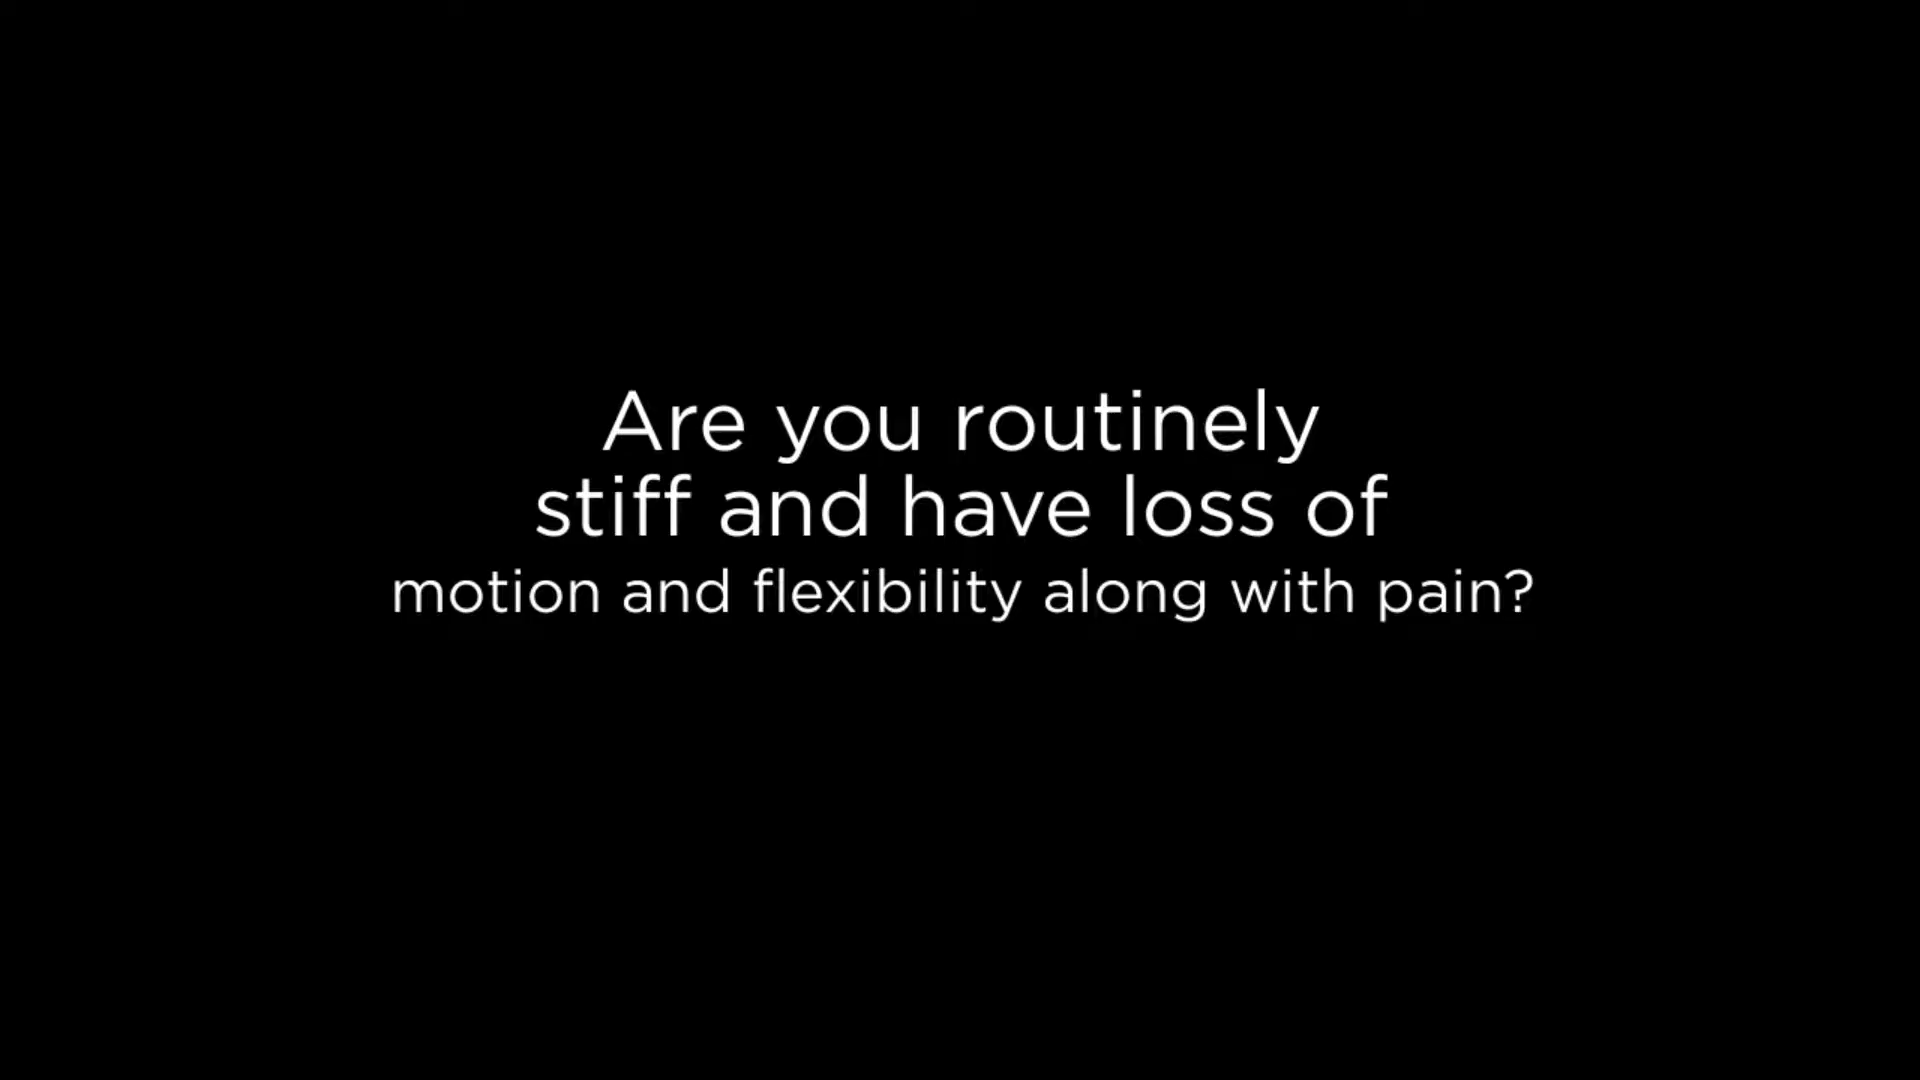 Are you routinely
stiff and have loss of
motion and flexibility along with pain?